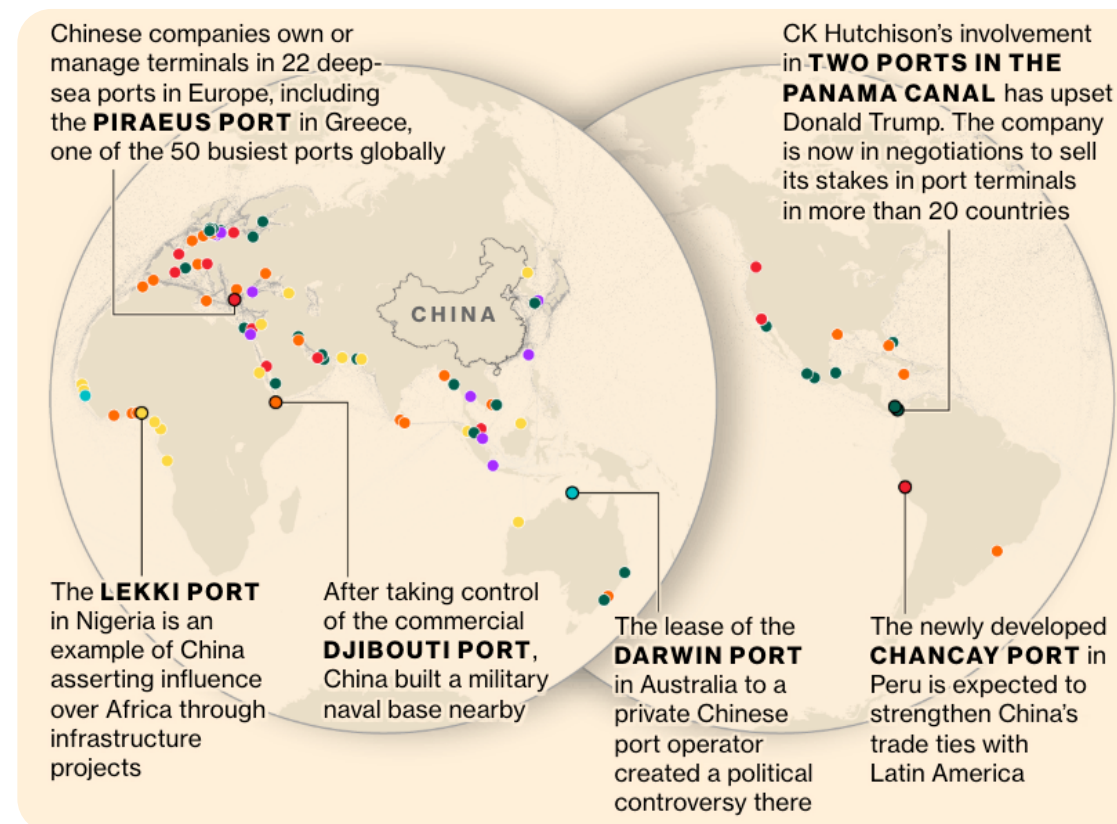 Chinese companies own or
manage terminals in 22 deep-
sea ports in Europe, including
the PIRAEUS PORT in Greece,
one of the 50 busiest ports globally
CK Hutchison’s involvement
in TWO PORTS IN THE
PANAMA CANAL has upset
Donald Trump. The company
is now in negotiations to sell
its stakes in port terminals
in more than 20 countries
CHINA
The LEKKI PORT
in Nigeria is an
example of China
asserting influence
over Africa through
infrastructure
projects
After taking control
of the commercial
DJIBOUTI PORT,
China built a military
naval base nearby
The lease of the
DARWIN PORT
in Australia to a
private Chinese
port operator
created a political
controversy there
The newly developed
CHANCAY PORT in
Peru is expected to
strengthen China’s
trade ties with
Latin America